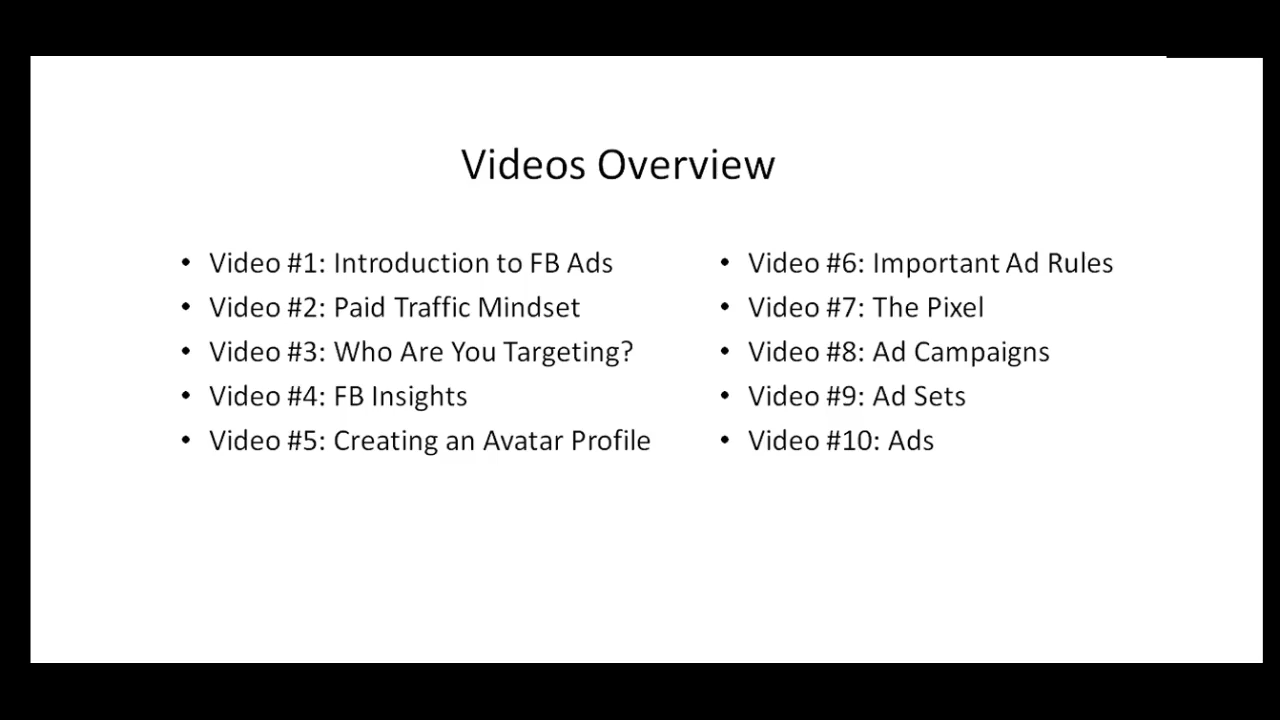 Videos Overview
• Video #1: Introduction to FB Ads
• Video #2: Paid Traffic Mindset
• Video #3: Who Are You Targeting?
• Video #4: FB Insights
• Video #5: Creating an Avatar Profile
• Video #6: Important Ad Rules
• Video #7: The Pixel
• Video #8: Ad Campaigns
• Video #9: Ad Sets
• Video #10: Ads